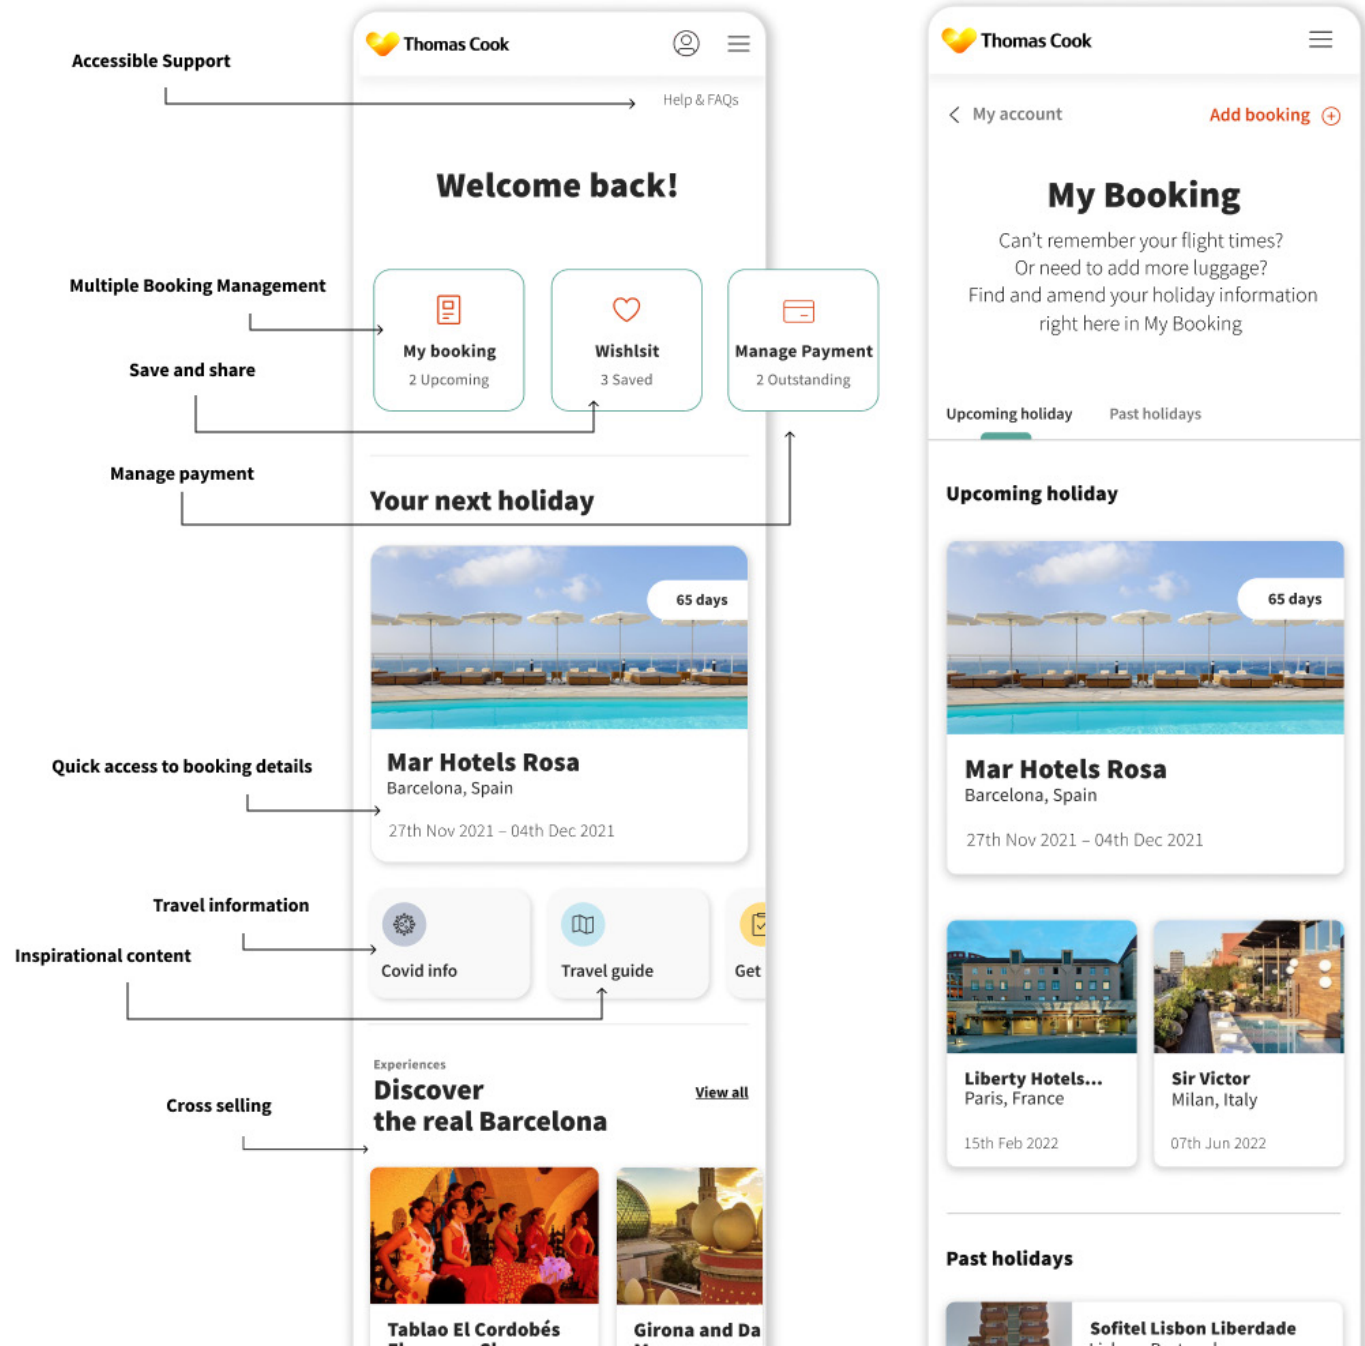 Accessible Support
Multiple Booking Management
Save and share
Manage payment
Quick access to booking details
Travel information
Inspirational content
Cross selling
Thomas Cook
Help & FAQs
Welcome back!
My booking
2 Upcoming
Wishlsit
3 Saved
Manage Payment
2 Outstanding
Your next holiday
65 days
Mar Hotels Rosa
Barcelona, Spain
27th Nov 2021 – 04th Dec 2021
Covid info
Travel guide
Get
Experiences
Discover
the real Barcelona
View all
Tablao El Cordobés
Girona and Da
Thomas Cook
My account
Add booking
My Booking
Can't remember your flight times?
Or need to add more luggage?
Find and amend your holiday information
right here in My Booking
Upcoming holiday
Past holidays
Upcoming holiday
65 days
Mar Hotels Rosa
Barcelona, Spain
27th Nov 2021 – 04th Dec 2021
Liberty Hotels...
Paris, France
15th Feb 2022
Sir Victor
Milan, Italy
07th Jun 2022
Past holidays
Sofitel Lisbon Liberdade